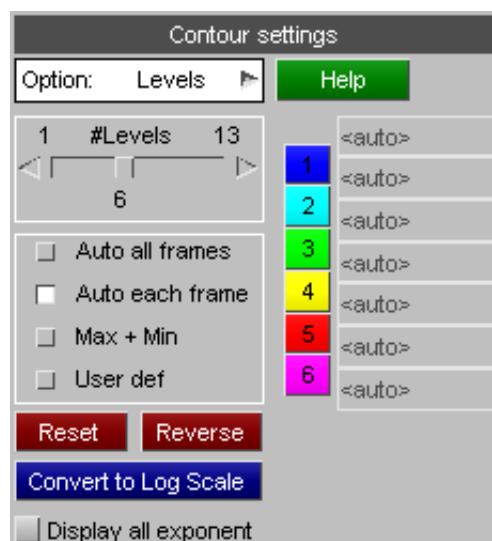 Contour settings
Option: Levels Help
1 #Levels 13
6
Auto all frames
Auto each frame
Max + Min
User def
<auto>
1
<auto>
2
<auto>
3
<auto>
4
<auto>
5
<auto>
6
<auto>
Reset Reverse
Convert to Log Scale
Display all exponent